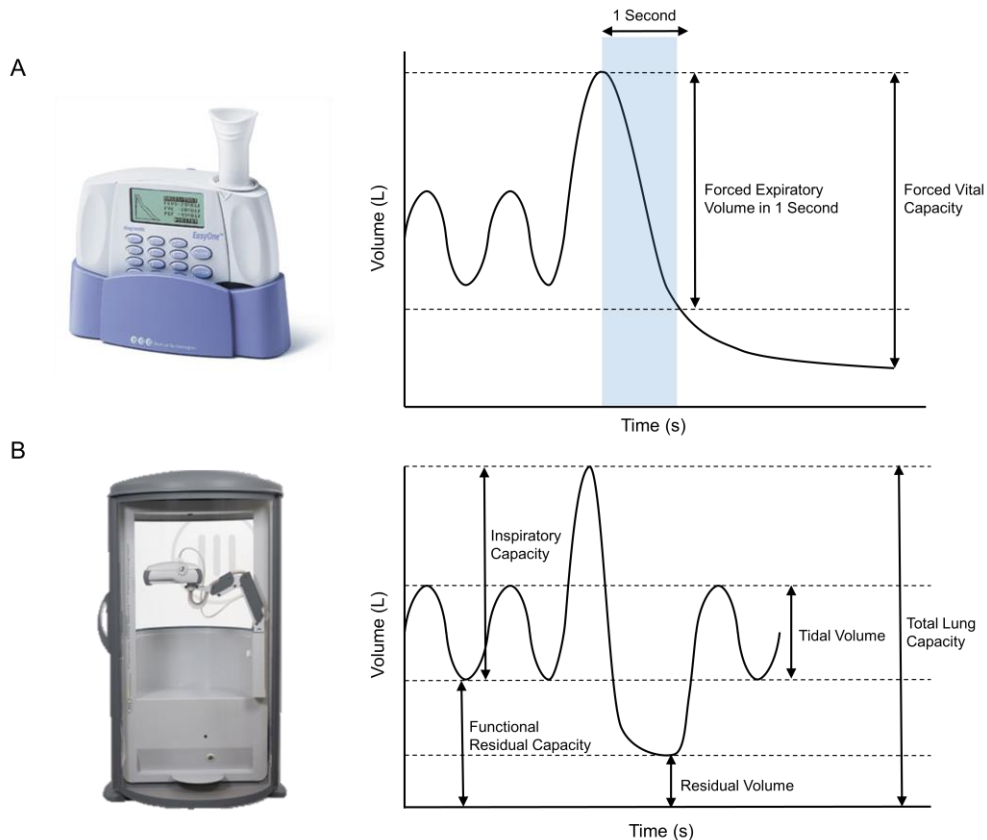 A
1 Second
Volume (L)
Forced Expiratory
Volume in 1 Second
Forced Vital
Capacity
Time (s)
EasyOne
B
Volume (L)
Inspiratory
Capacity
Functional
Residual Capacity
Tidal Volume
Total Lung
Capacity
Residual Volume
Time (s)